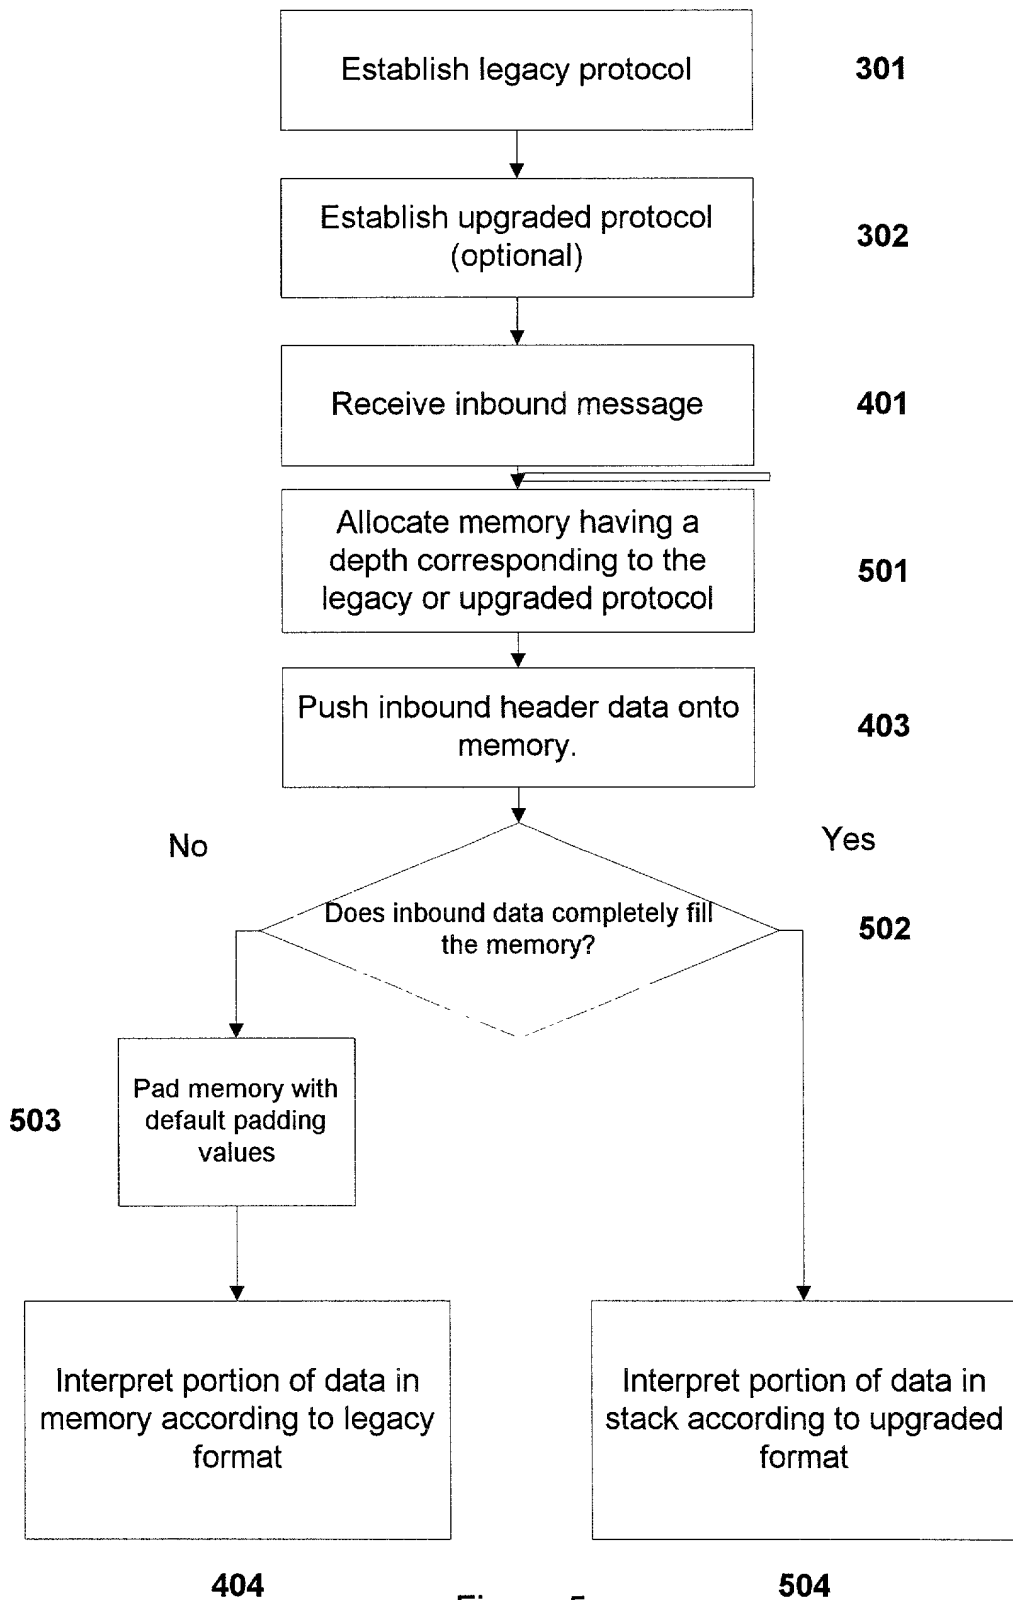 Establish legacy protocol
301
Establish upgraded protocol
(optional)
302
Receive inbound message
401
Allocate memory having a
depth corresponding to the
legacy or upgraded protocol
501
Push inbound header data onto
memory.
403
No
Yes
Does inbound data completely fill
the memory?
502
Pad memory with
default padding
values
503
Interpret portion of data in
memory according to legacy
format
Interpret portion of data in
stack according to upgraded
format
404
504